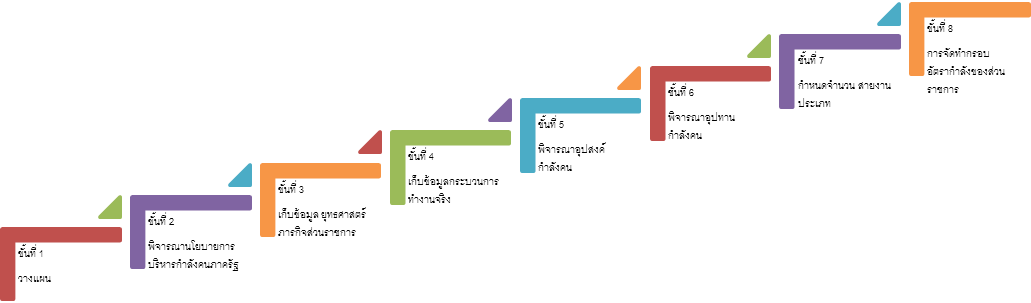 ขั้นที่ 1
วางแผน
ขั้นที่ 2
พิจารณานโยบายการ
บริหารกำลังคนภาครัฐ
ขั้นที่ 3
เก็บข้อมูล ยุทธศาสตร์
ภารกิจส่วนราชการ
ขั้นที่ 4
เก็บข้อมูลกระบวนการ
ทำงานจริง
ขั้นที่ 5
พิจารณาอุปสงค์
กำลังคน
ขั้นที่ 6
พิจารณาอุปทาน
กำลังคน
ขั้นที่ 7
กำหนดจำนวน สายงาน
ประเภท
ขั้นที่ 8
การจัดทำกรอบ
อัตรากำลังของส่วน
ราชการ